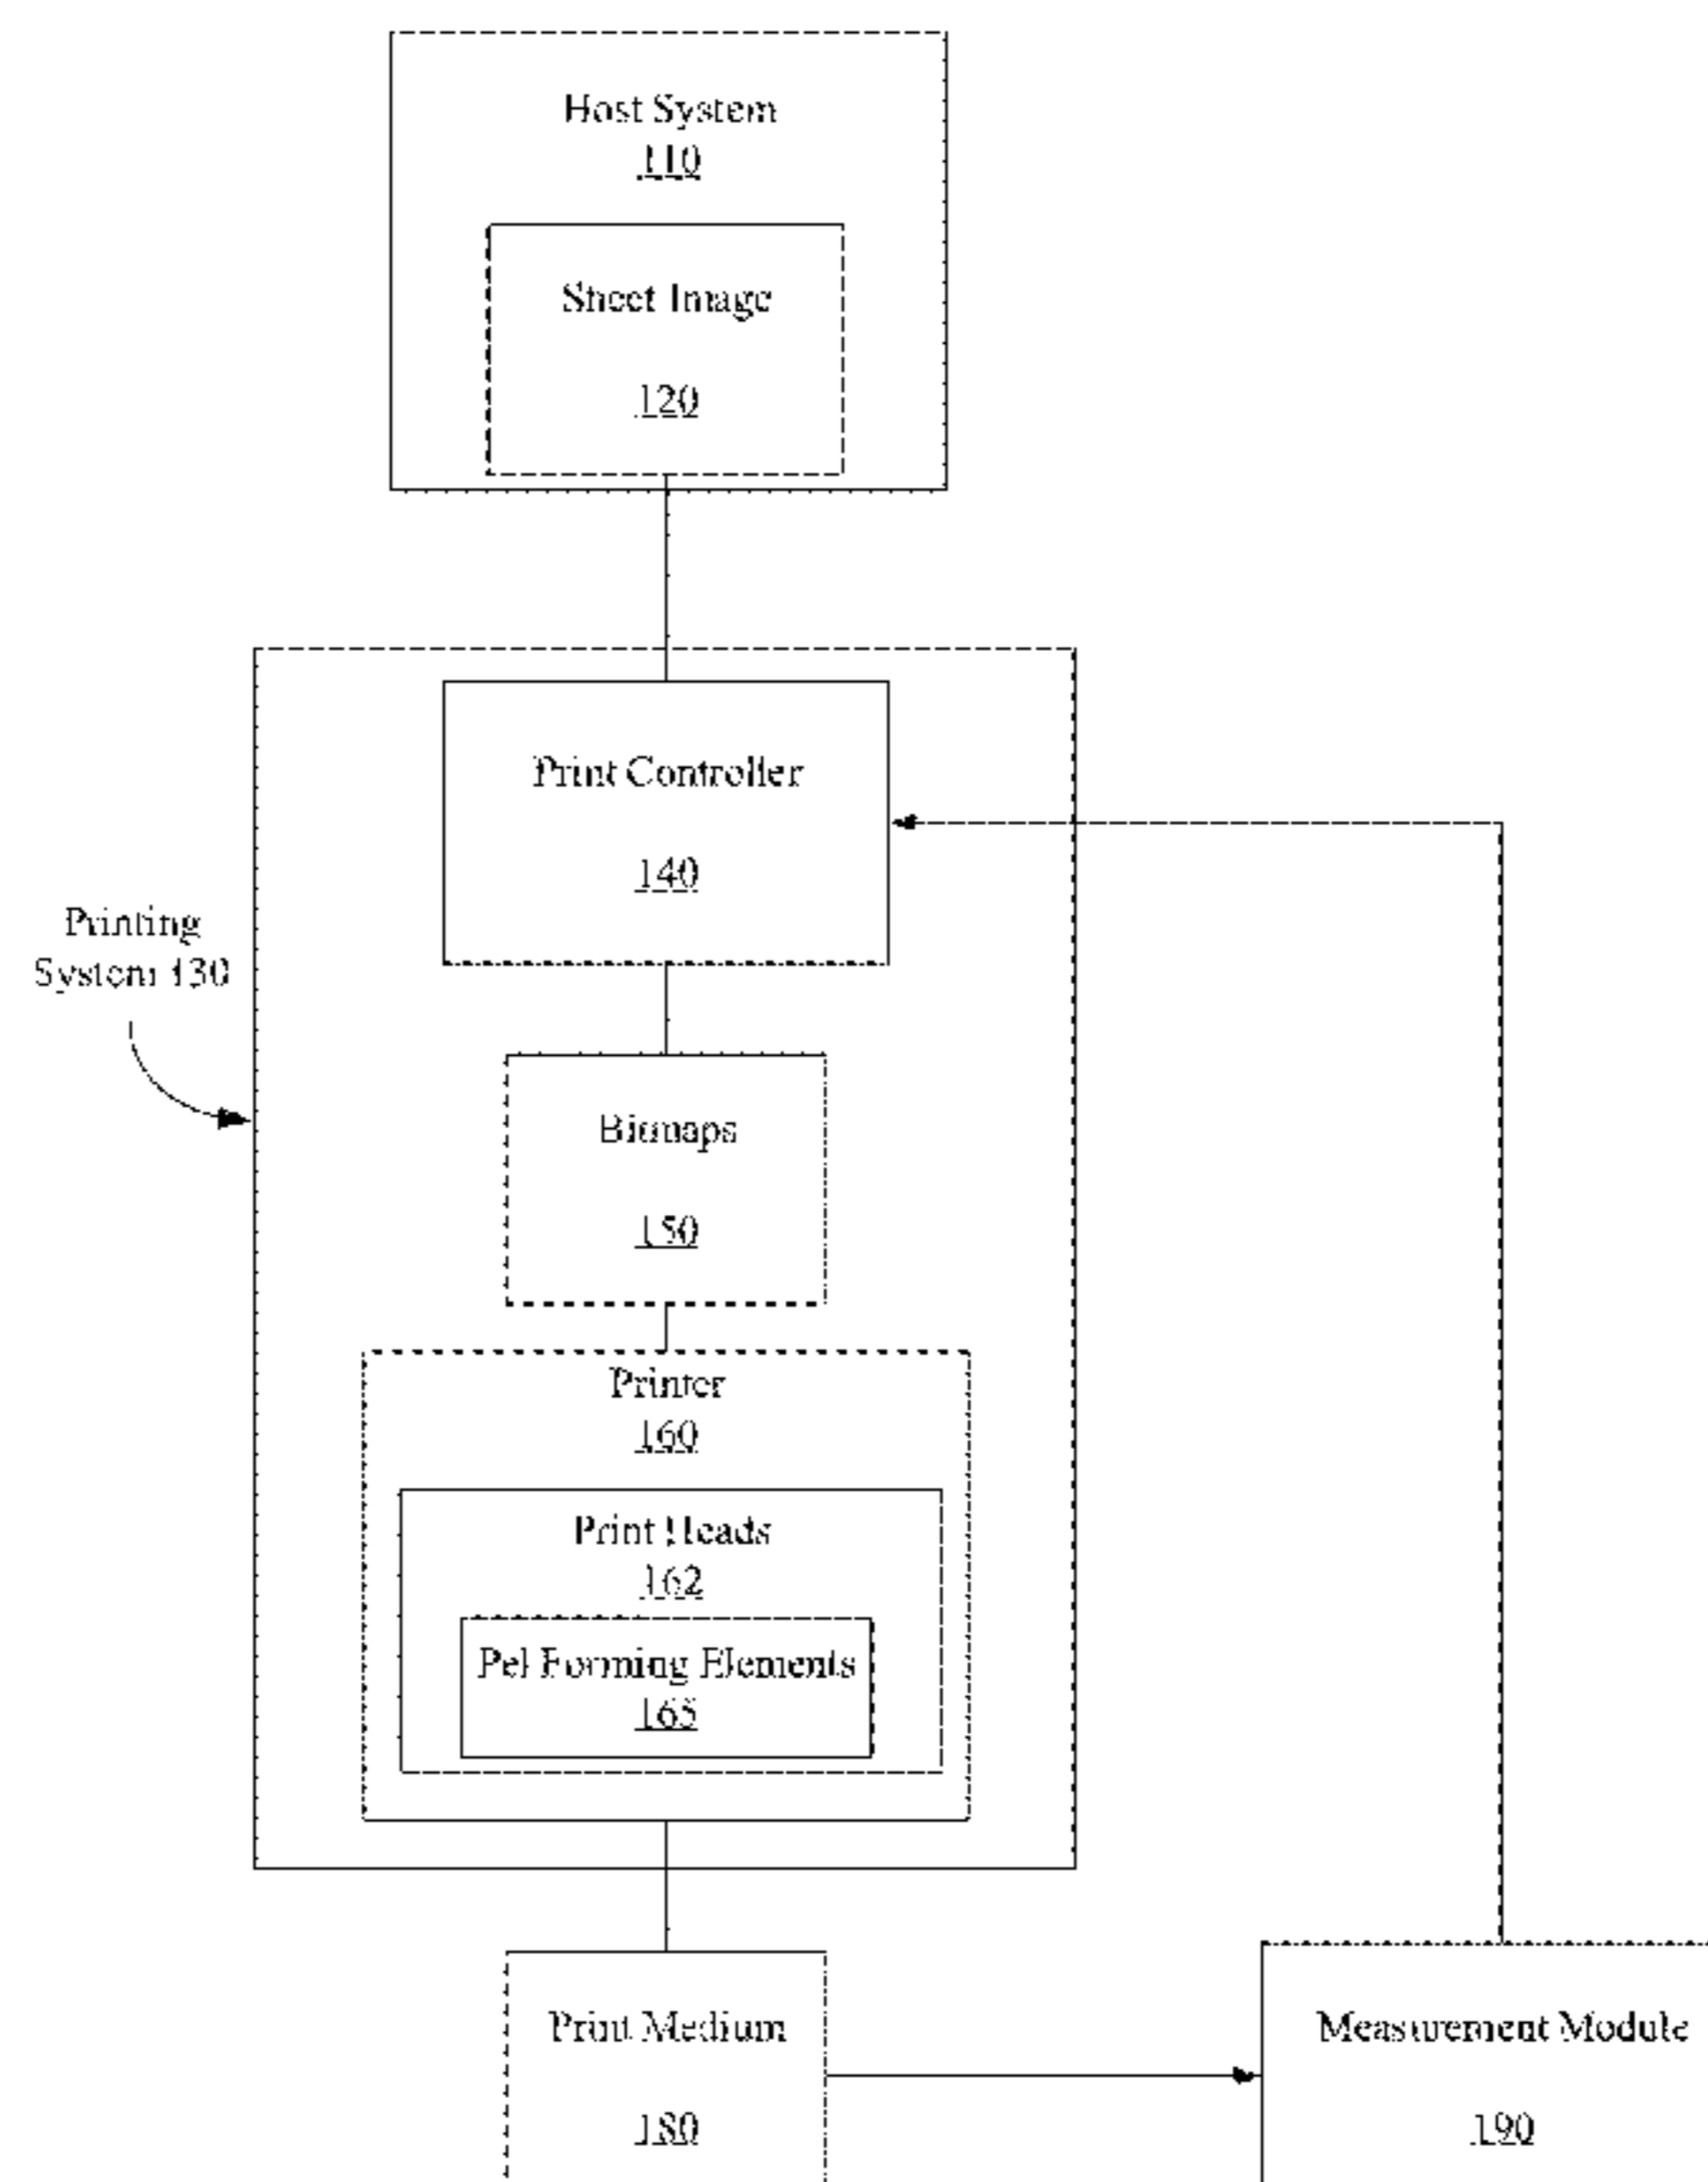 Host System
110
Sheet Image
120
Print Controller
140
Printing
System 130
Bitmaps
150
Printer
160
Print Heads
162
Pel Forming Elements
165
Print Medium
180
Measurement Module
190